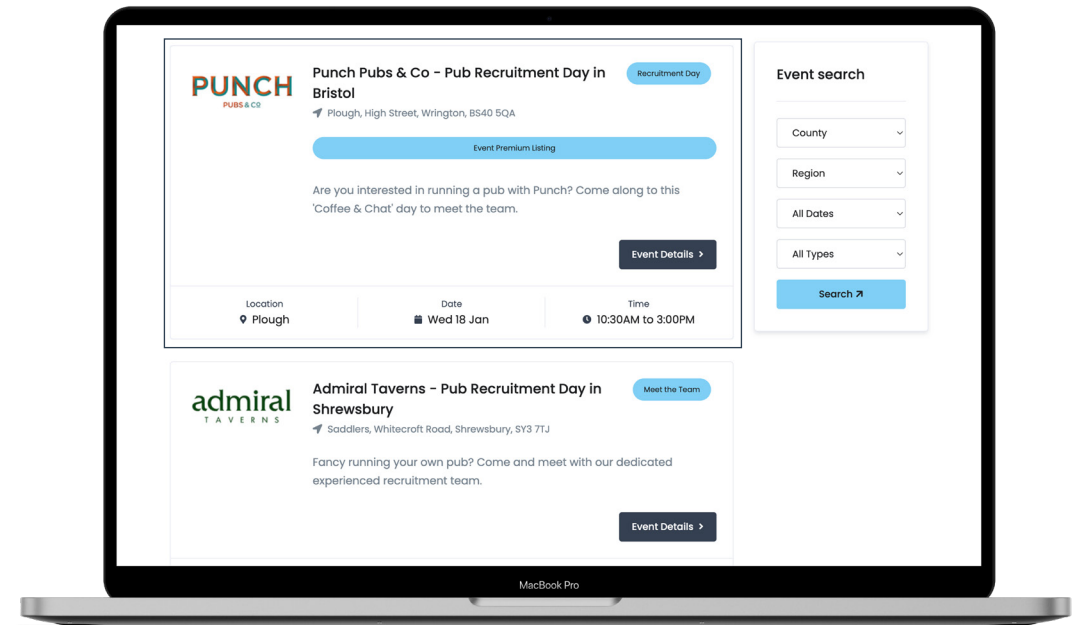 PUNCH
PUBS & CO
Punch Pubs & Co - Pub Recruitment Day in
Bristol
Recruitment Day
Plough, High Street, Wrington, BS40 5QA
Event Premium Listing
Are you interested in running a pub with Punch? Come along to this
'Coffee & Chat' day to meet the team.
Event Details
Location
Plough
Date
Wed 18 Jan
Time
10:30AM to 3:00PM
admiral
TAVERNS
Admiral Taverns - Pub Recruitment Day in
Shrewsbury
Meet the Team
Saddlers, Whitecroft Road, Shrewsbury, SY3 7TJ
Fancy running your own pub? Come and meet with our dedicated
experienced recruitment team.
Event Details
Event search
County
Region
All Dates
All Types
Search
MacBook Pro